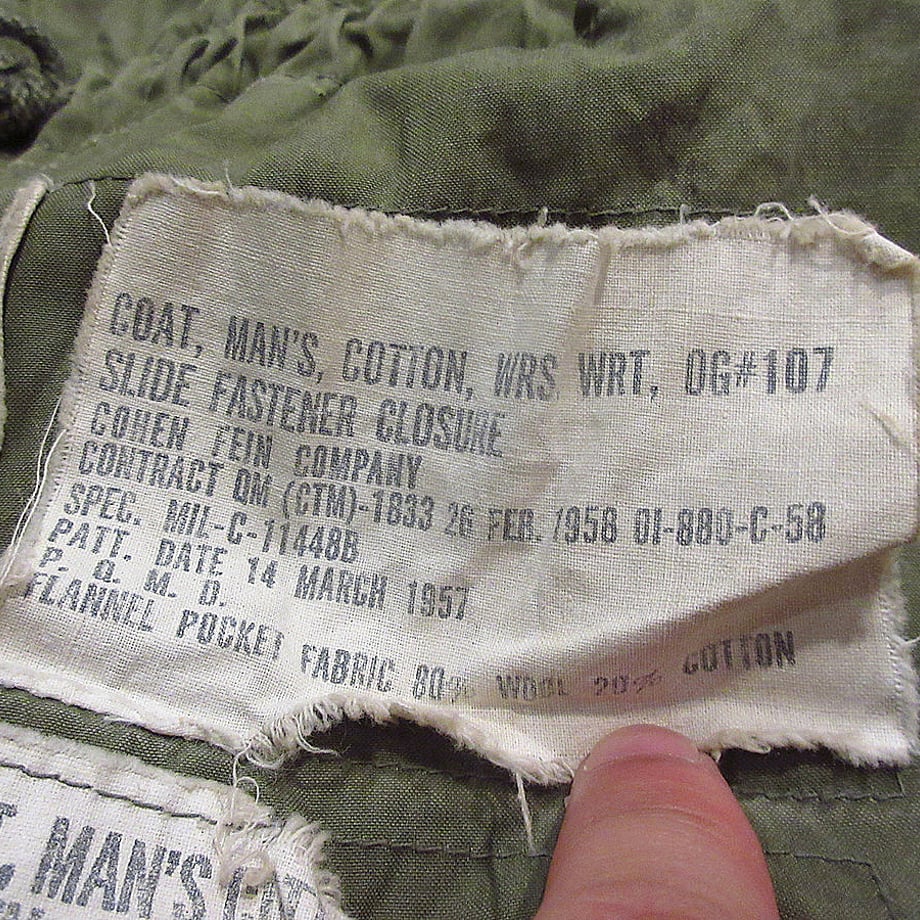 COAT, MAN'S, COTTON, WRS WRT, OG#107
SLIDE FASTENER CLOSURE
COHEN FEIN COMPANY
CONTRACT QM (CTM)-1833 26 FEB. 1958 OI-880-C-58
SPEC. MIL-C-11448B
PATT. DATE 14 MARCH 1957
P. Q. M. D.
FLANNEL POCKET FABRIC 80% WOOL 20% COTTON
T. MAN'S